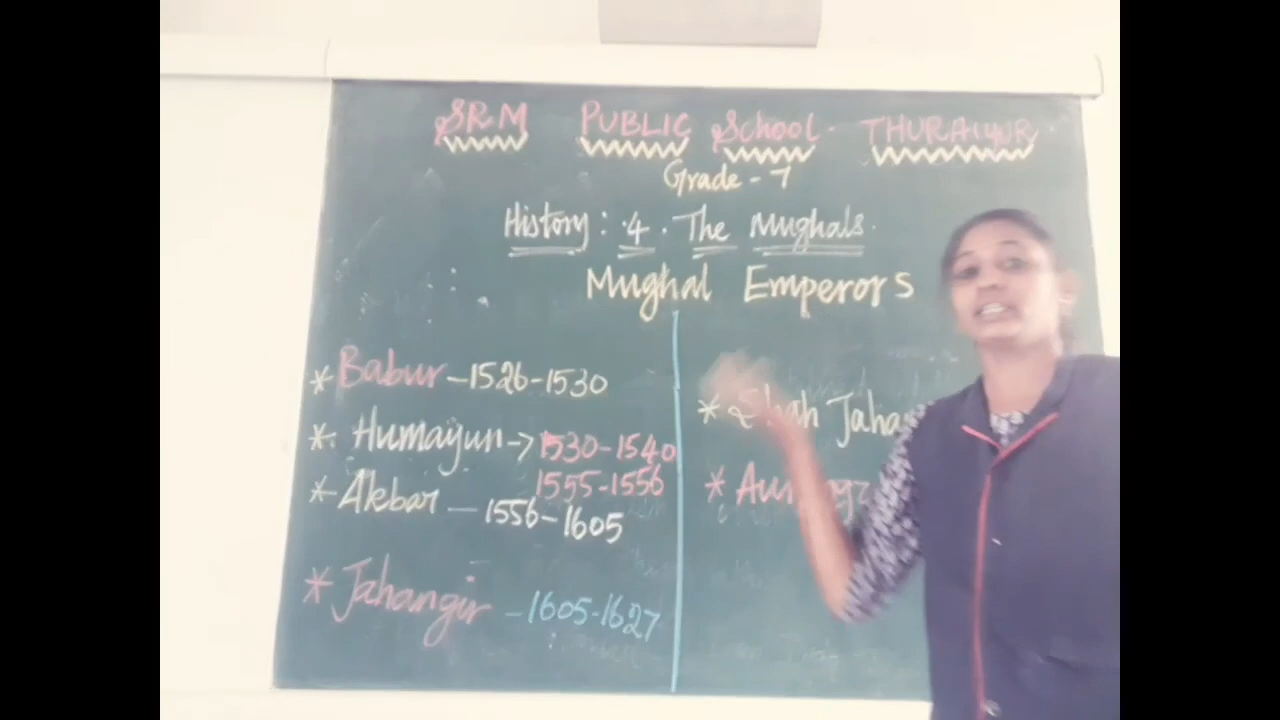 SRM PUBLIC School THURAIYUR
Grade - 7
History: 4. The Mughals.
Mughal Emperors
* Babur - 1526-1530
* Humayun -> 1530-1540
1555-1556
* Akbar - 1556-1605
* Jahangir - 1605-1627
* Shah
*